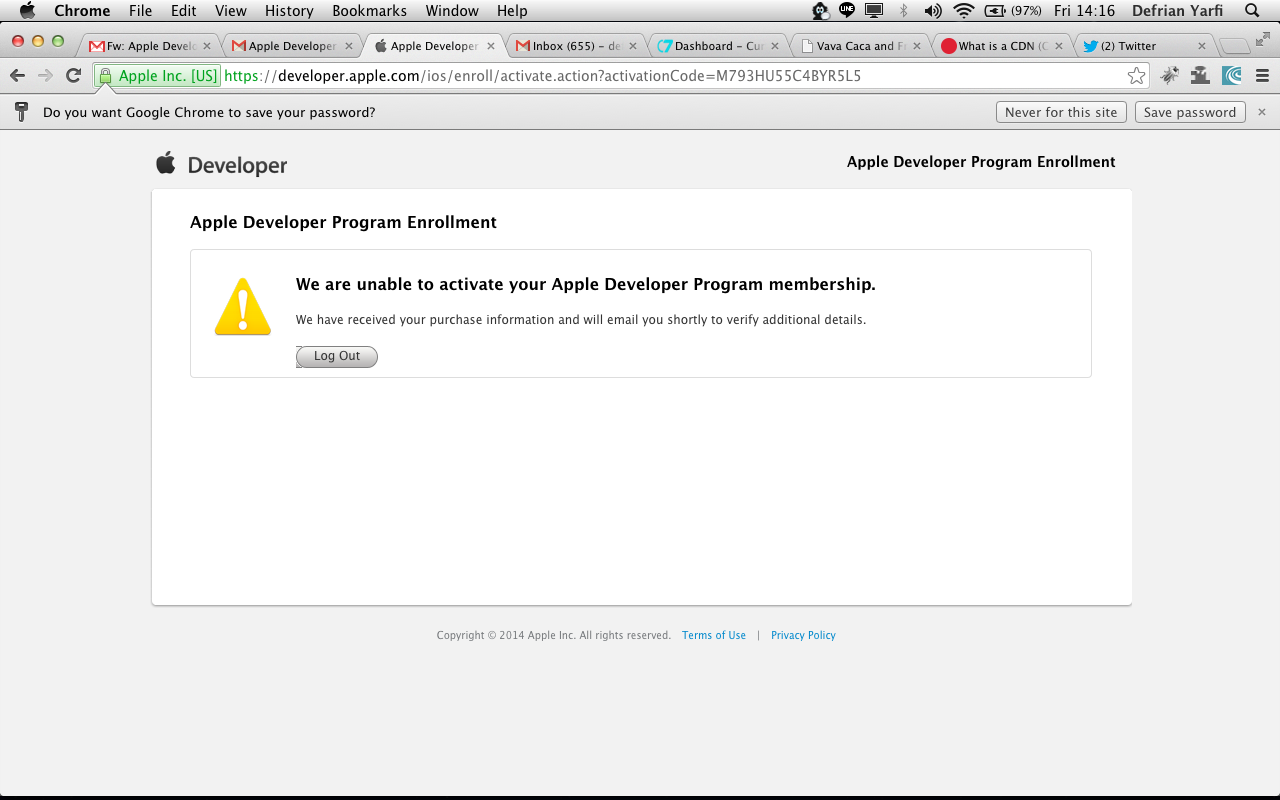 Chrome File Edit View History Bookmarks Window Help (97%) Fri 14:16 Defrian Yarfi
Fw: Apple Devel Apple Developer Apple Developer Inbox (655) – de Dashboard – Cur Vava Caca and F What is a CDN (C (2) Twitter
Apple Inc. [US] https://developer.apple.com/ios/enroll/activate.action?activationCode=M793HU55C4BYR5L5
Do you want Google Chrome to save your password? Never for this site Save password
Developer Apple Developer Program Enrollment
Apple Developer Program Enrollment
We are unable to activate your Apple Developer Program membership.
We have received your purchase information and will email you shortly to verify additional details.
Log Out
Copyright © 2014 Apple Inc. All rights reserved. Terms of Use | Privacy Policy